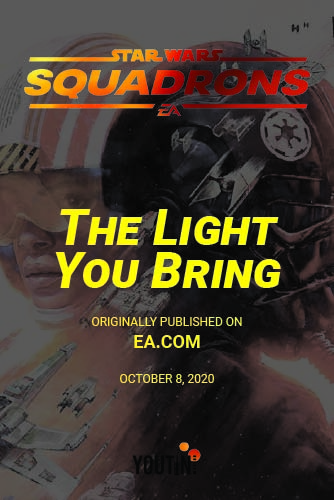 STAR WARS
SQUADRONS
EA
THE LIGHT
YOU BRING
ORIGINALLY PUBLISHED ON
EA.COM
OCTOBER 8, 2020
YOUTINI